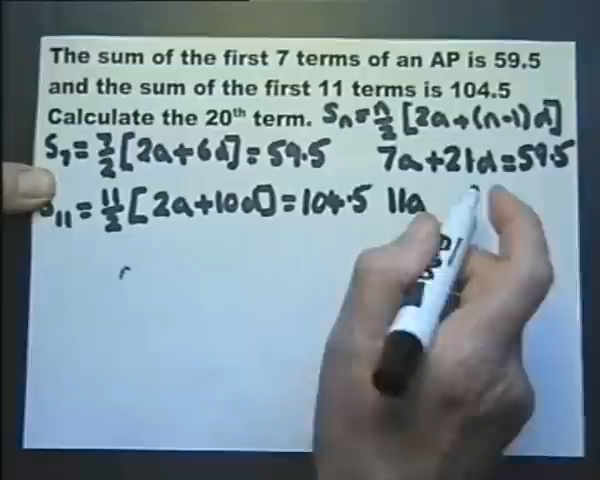 The sum of the first 7 terms of an AP is 59.5
and the sum of the first 11 terms is 104.5
Calculate the 20th term. Sn = n/2 [2a+(n-1)d]
S7 = 7/2 [2a+6d] = 59.5 7a+21d=59.5
11 = 11/2 [2a+10d] = 104.5 11a